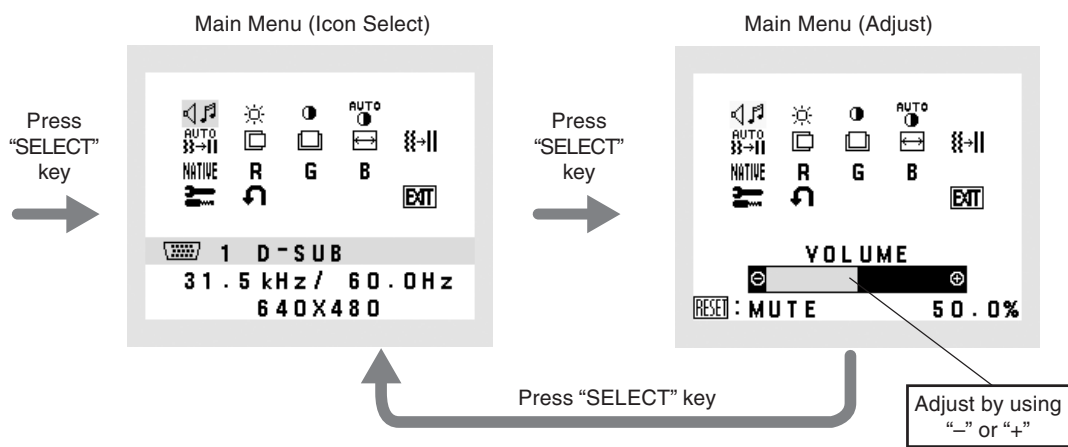 Main Menu (Icon Select)
Main Menu (Adjust)
Press
“SELECT”
key
AUTO
AUTO
NATIVE R G B
EXIT
1 D-SUB
31.5 kHz/ 60.0Hz
640X480
Press
“SELECT”
key
AUTO
AUTO
NATIVE R G B
EXIT
VOLUME
RESET : MUTE 50.0%
Press “SELECT” key
Adjust by using
“–” or “+”